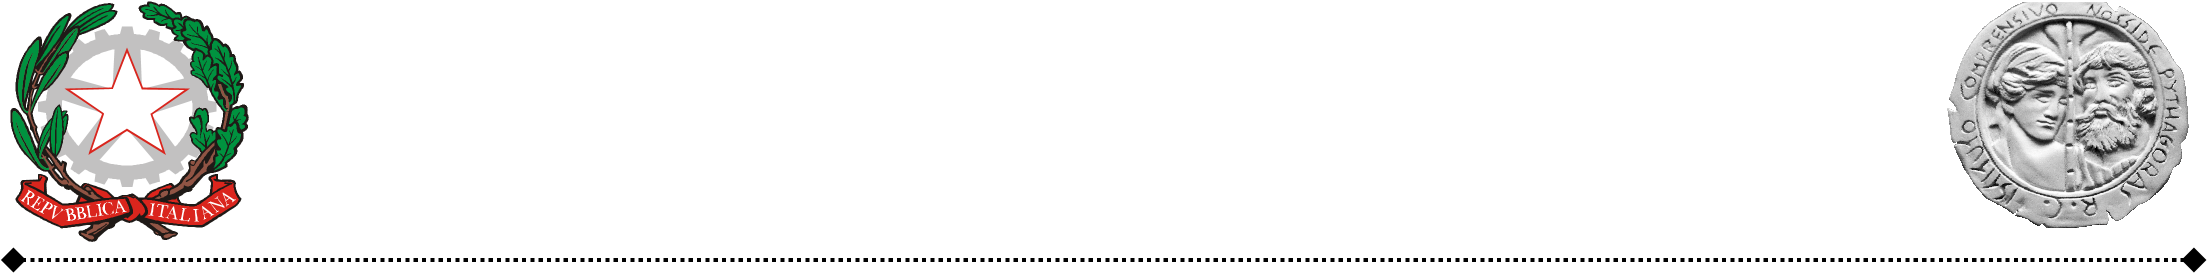 REPVBBLICA ITALIANA
ISTITUTO COMPRENSIVO NOSSIDE PYTHAGORAS R.C.